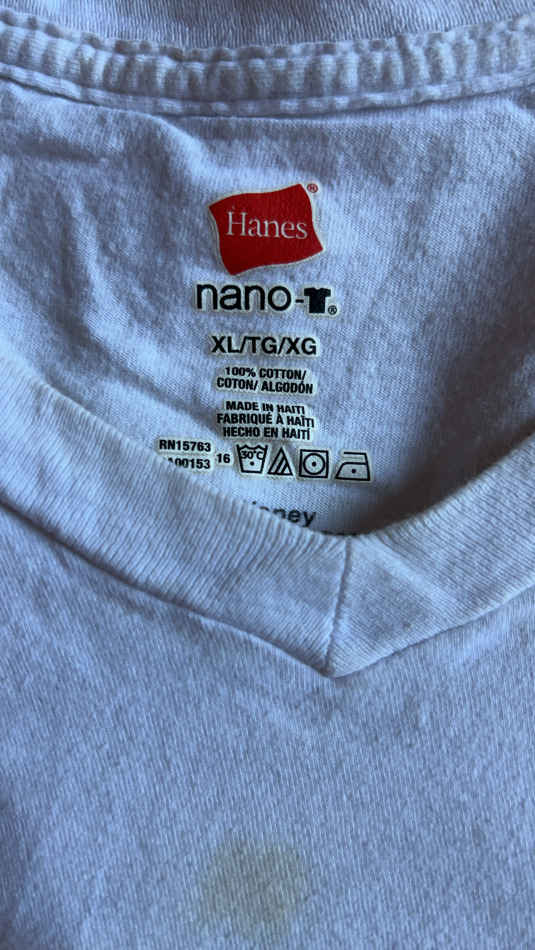 Hanes®
nano-®
XL/TG/XG
100% COTTON/
COTON/ ALGODÓN
MADE IN HAITI
FABRIQUÉ À HAÏTI
HECHO EN HAITÍ
RN15763
16
30°C